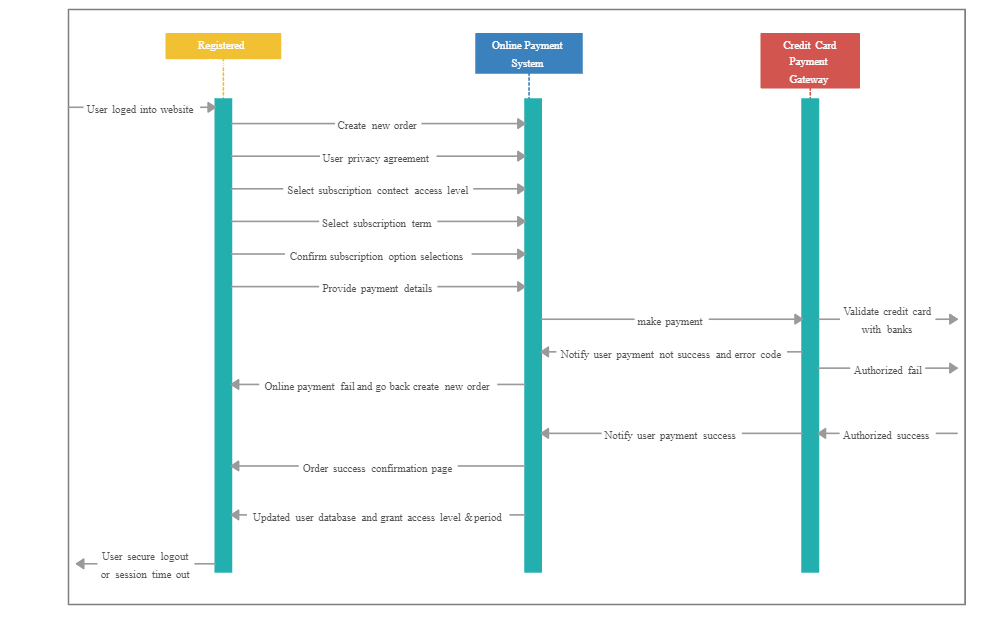 Registered
Online Payment
System
Credit Card
Payment
Gateway
User loged into website
Create new order
User privacy agreement
Select subscription contect access level
Select subscription term
Confirm subscription option selections
Provide payment details
make payment
Validate credit card
with banks
Notify user payment not success and error code
Authorized fail
Online payment fail and go back create new order
Notify user payment success
Authorized success
Order success confirmation page
Updated user database and grant access level &period
User secure logout
or session time out